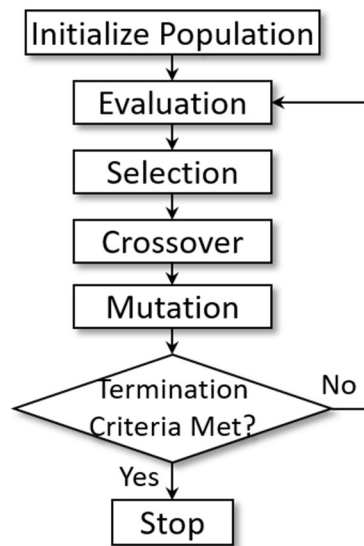 Initialize Population
Evaluation
Selection
Crossover
Mutation
Termination
Criteria Met?
No
Yes
Stop